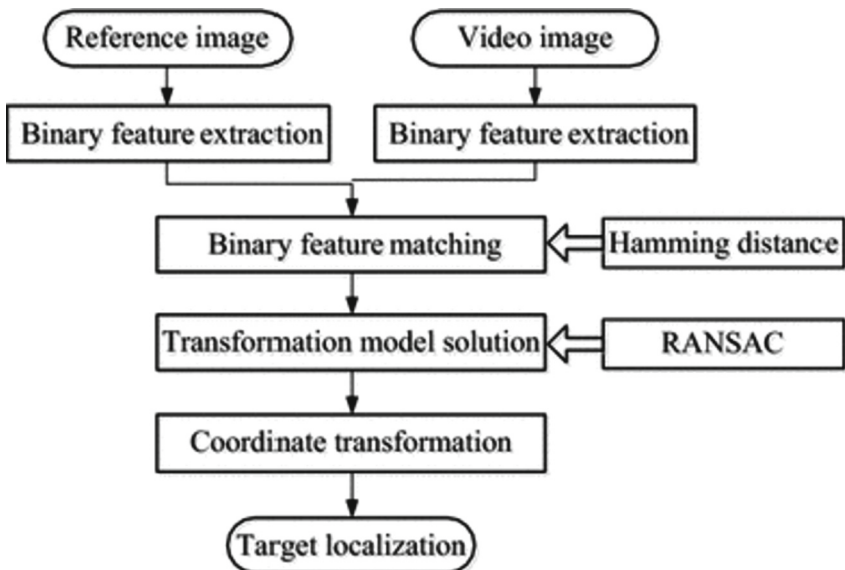 Reference image
Video image
Binary feature extraction
Binary feature extraction
Binary feature matching
Hamming distance
Transformation model solution
RANSAC
Coordinate transformation
Target localization